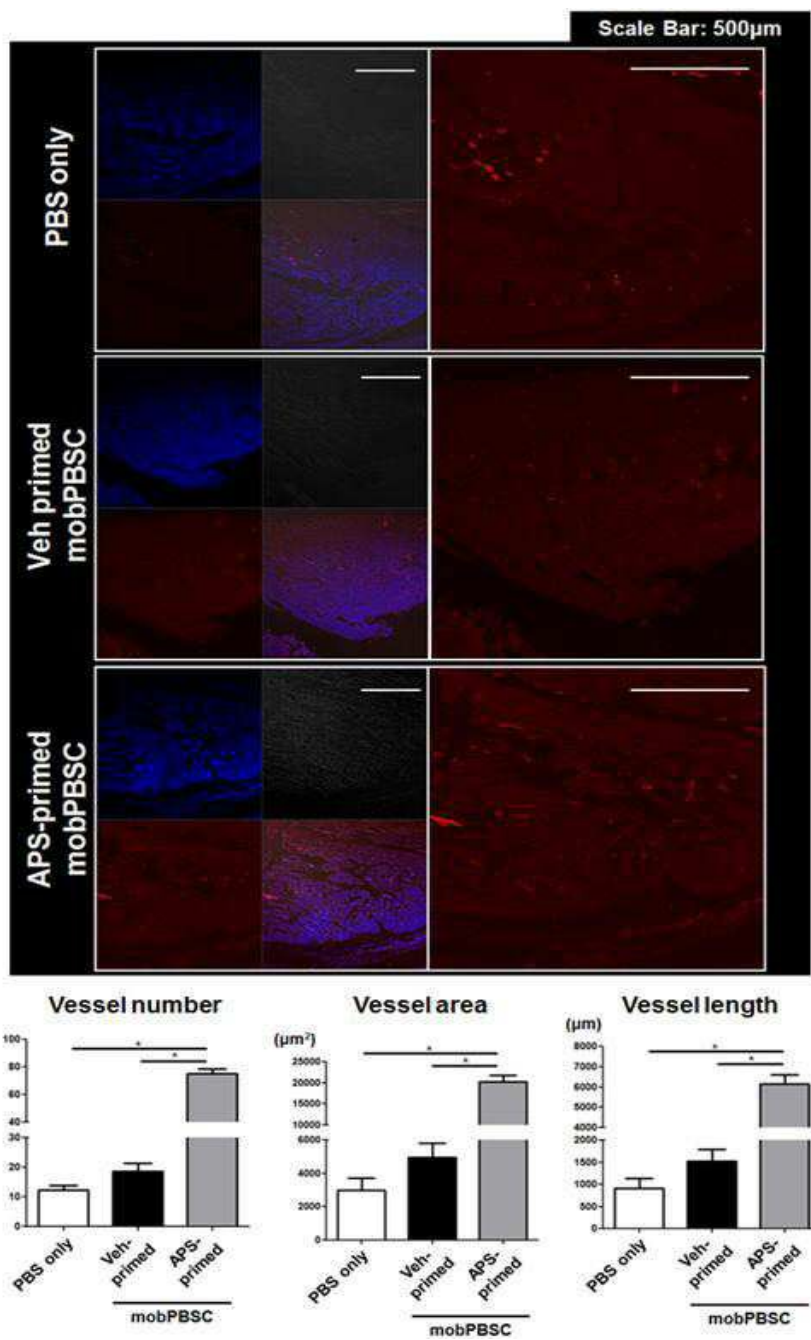 Scale Bar: 500µm
PBS only
Veh primed
mobPBSC
APS-primed
mobPBSC
Vessel number
100
80
60
40
30
20
10
0
*
*
PBS only
Veh-
primed
APS-
primed
mobPBSC
Vessel area
(µm²)
25000
20000
15000
10000
6000
4000
2000
0
*
*
PBS only
Veh-
primed
APS-
primed
mobPBSC
Vessel length
(µm)
8000
7000
6000
5000
4000
3000
2000
1500
1000
500
0
*
*
PBS only
Veh-
primed
APS-
primed
mobPBSC